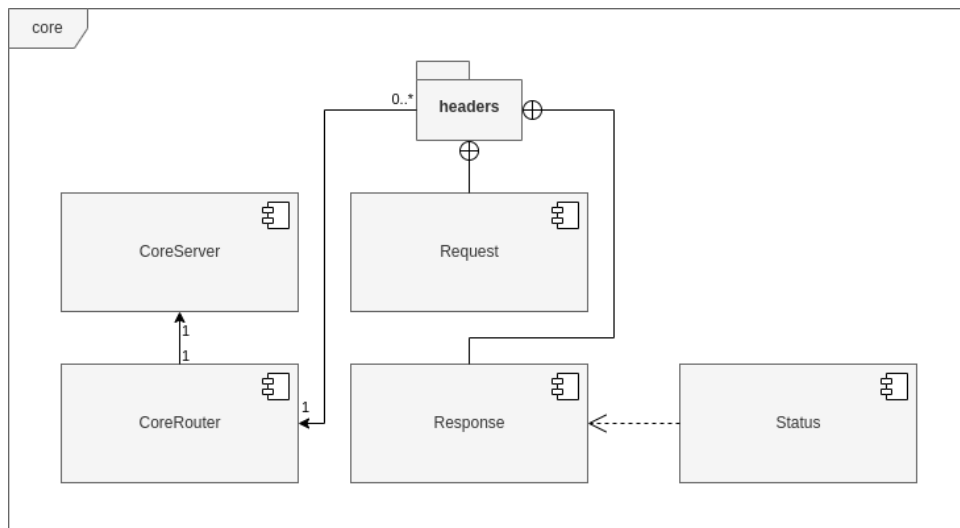 core
headers
0..*
CoreServer
Request
1
1
1
CoreRouter
Response
Status